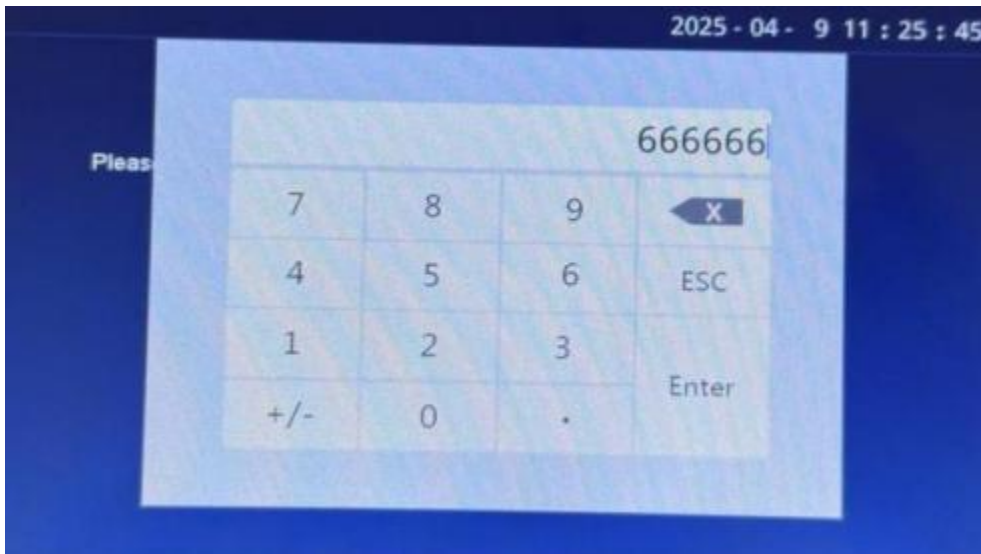 2025-04- 9 11:25:45
Pleas
666666
7 8 9 X
4 5 6 ESC
1 2 3
Enter
+/- 0 .